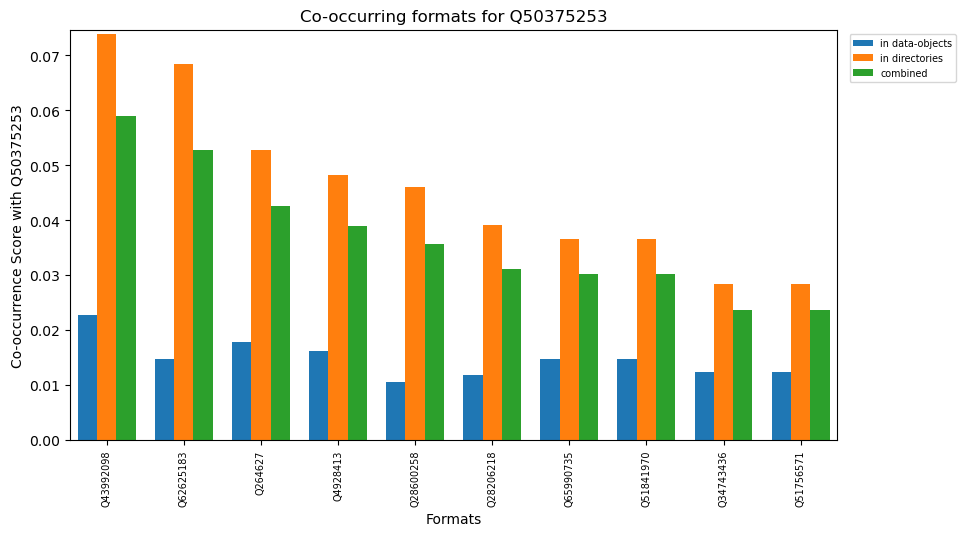 Co-occurring formats for Q50375253
Co-occurrence Score with Q50375253
0.07
0.06
0.05
0.04
0.03
0.02
0.01
0.00
Q43992098
Q62625183
Q264627
Q4928413
Q28600258
Q28206218
Q65990735
Q51841970
Q34743436
Q51756571
Formats
in data-objects
in directories
combined